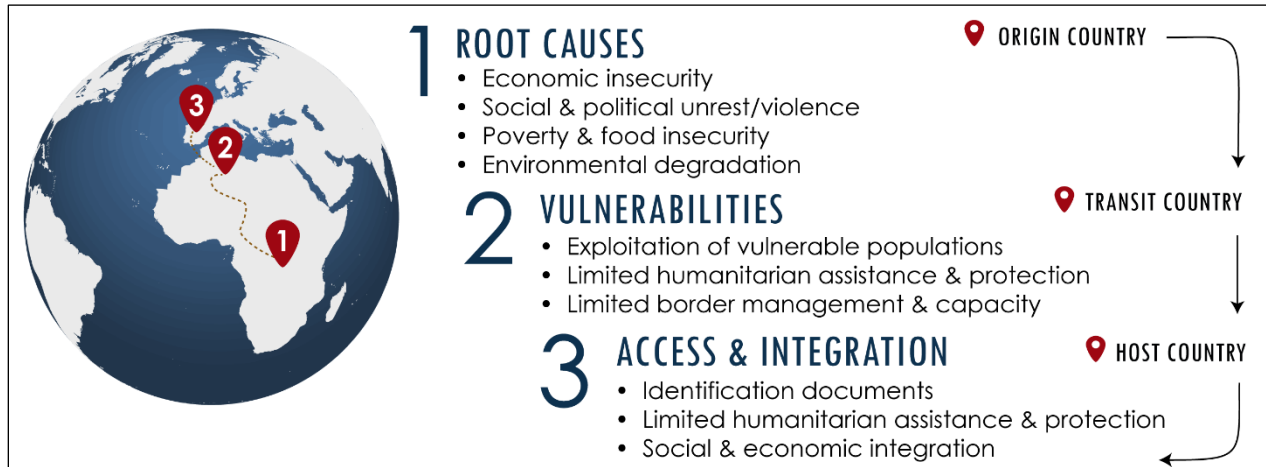 1 ROOT CAUSES
• Economic insecurity
• Social & political unrest/violence
• Poverty & food insecurity
• Environmental degradation
ORIGIN COUNTRY
2 VULNERABILITIES
• Exploitation of vulnerable populations
• Limited humanitarian assistance & protection
• Limited border management & capacity
TRANSIT COUNTRY
3 ACCESS & INTEGRATION
• Identification documents
• Limited humanitarian assistance & protection
• Social & economic integration
HOST COUNTRY
3
2
1